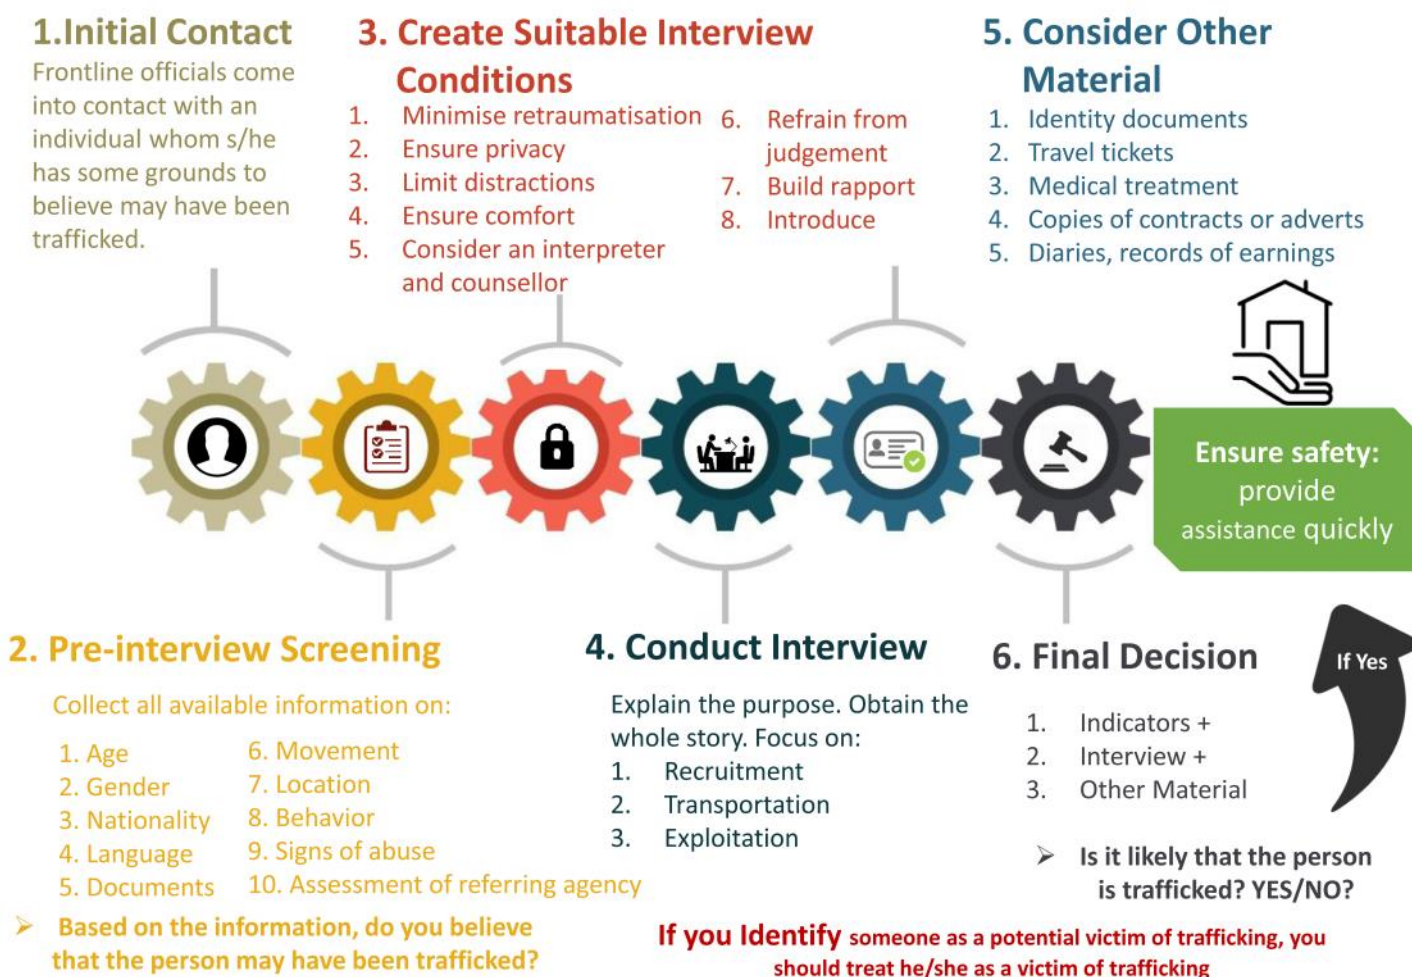 1.Initial Contact
Frontline officials come
into contact with an
individual whom s/he
has some grounds to
believe may have been
trafficked.
3. Create Suitable Interview
Conditions
1. Minimise retraumatisation
2. Ensure privacy
3. Limit distractions
4. Ensure comfort
5. Consider an interpreter
and counsellor
6. Refrain from
judgement
7. Build rapport
8. Introduce
5. Consider Other
Material
1. Identity documents
2. Travel tickets
3. Medical treatment
4. Copies of contracts or adverts
5. Diaries, records of earnings
Ensure safety:
provide
assistance quickly
2. Pre-interview Screening
Collect all available information on:
1. Age
2. Gender
3. Nationality
4. Language
5. Documents
6. Movement
7. Location
8. Behavior
9. Signs of abuse
10. Assessment of referring agency
➢ Based on the information, do you believe
that the person may have been trafficked?
4. Conduct Interview
Explain the purpose. Obtain the
whole story. Focus on:
1. Recruitment
2. Transportation
3. Exploitation
6. Final Decision
1. Indicators +
2. Interview +
3. Other Material
➢ Is it likely that the person
is trafficked? YES/NO?
If Yes
If you Identify someone as a potential victim of trafficking, you
should treat he/she as a victim of trafficking